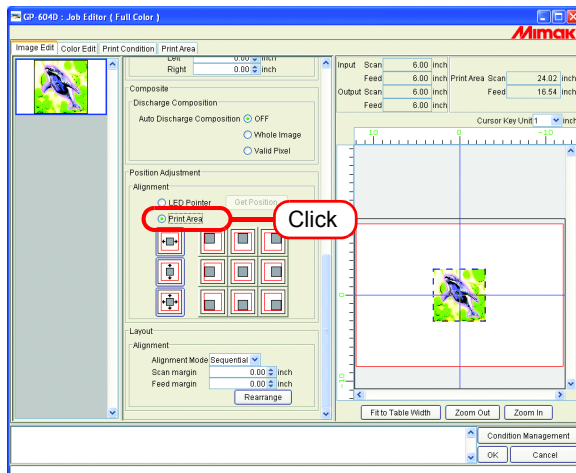 GP-604D : Job Editor ( Full Color )
Mimaki
Image Edit Color Edit Print Condition Print Area
Left 0.00 inch
Right 0.00 inch
Composite
Discharge Composition
Auto Discharge Composition OFF
Whole Image
Valid Pixel
Position Adjustment
Alignment
LED Pointer Get Position
Print Area
Click
Layout
Alignment
Alignment Mode Sequential
Scan margin 0.00 inch
Feed margin 0.00 inch
Rearrange
Input Scan 6.00 inch
Feed 6.00 inch Print Area Scan 24.02 inch
Output Scan 6.00 inch Feed 16.54 inch
Feed 6.00 inch
Cursor Key Unit 1 inch
10 0 -10
0
-10
Fit to Table Width Zoom Out Zoom In
Condition Management
OK Cancel